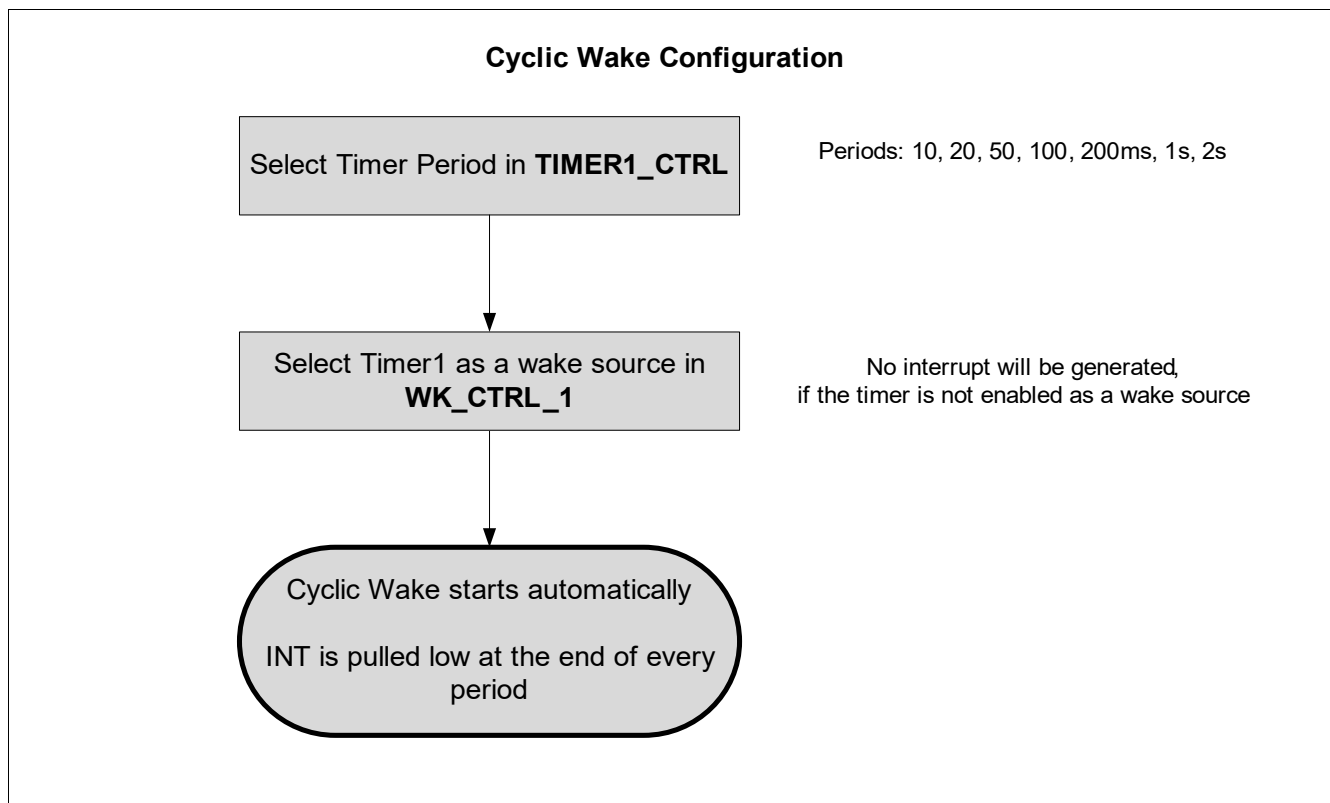 Cyclic Wake Configuration
Select Timer Period in TIMER1_CTRL
Periods: 10, 20, 50, 100, 200ms, 1s, 2s
Select Timer1 as a wake source in
WK_CTRL_1
No interrupt will be generated,
if the timer is not enabled as a wake source
Cyclic Wake starts automatically
INT is pulled low at the end of every
period